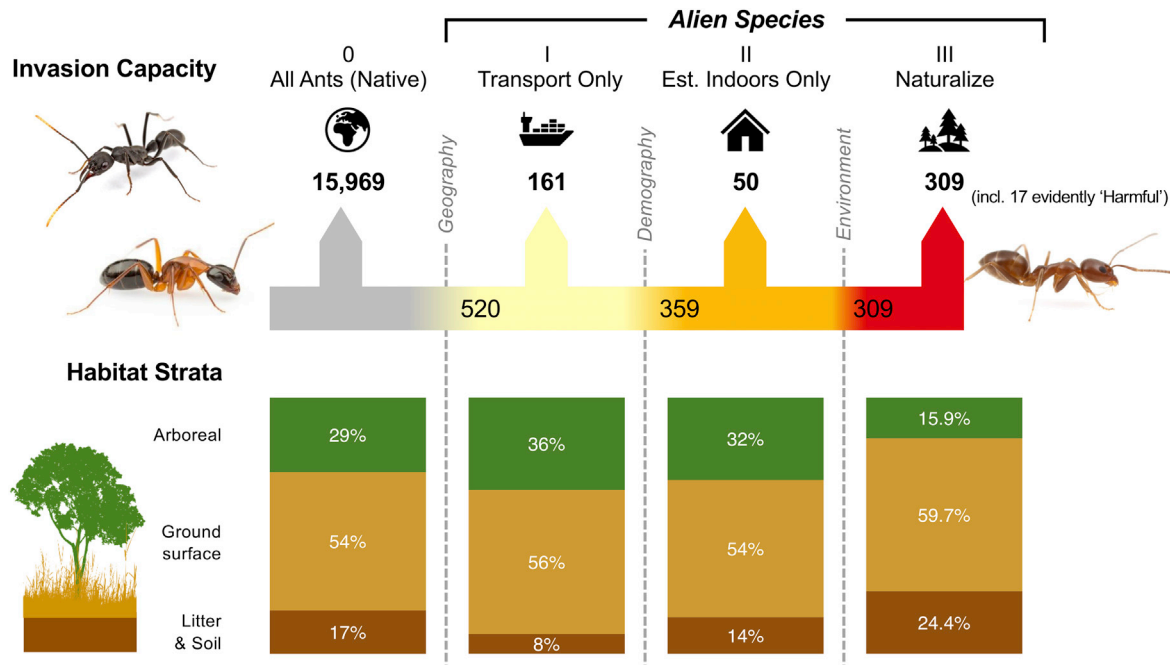 Alien Species
Invasion Capacity
0
All Ants (Native)
I
Transport Only
II
Est. Indoors Only
III
Naturalize
15,969
161
50
309
(incl. 17 evidently ‘Harmful’)
Geography
Demography
Environment
520
359
309
Habitat Strata
Arboreal
29%
36%
32%
15.9%
Ground
surface
54%
56%
54%
59.7%
Litter
& Soil
17%
8%
14%
24.4%